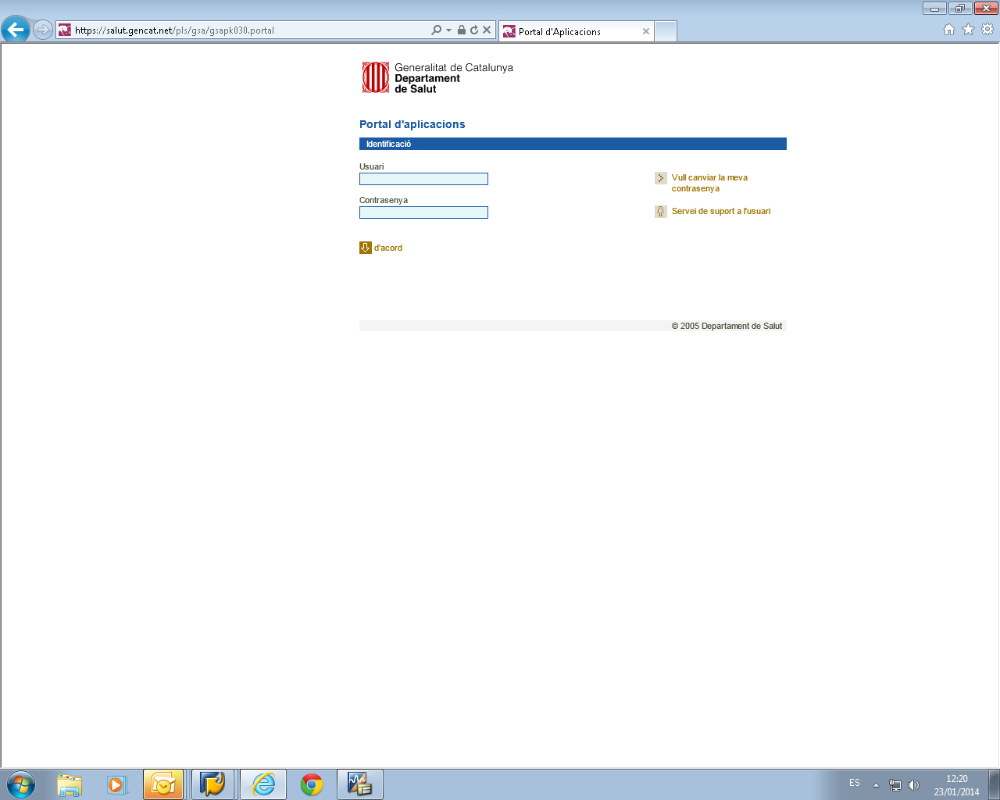 https://salut.gencat.net/pls/gsa/gsapk030.portal
Portal d'Aplicacions
Generalitat de Catalunya
Departament
de Salut
Portal d'aplicacions
Identificació
Usuari
Vull canviar la meva
contrasenya
Contrasenya
Servei de suport a l'usuari
d'acord
© 2005 Departament de Salut
ES
12:20
23/01/2014